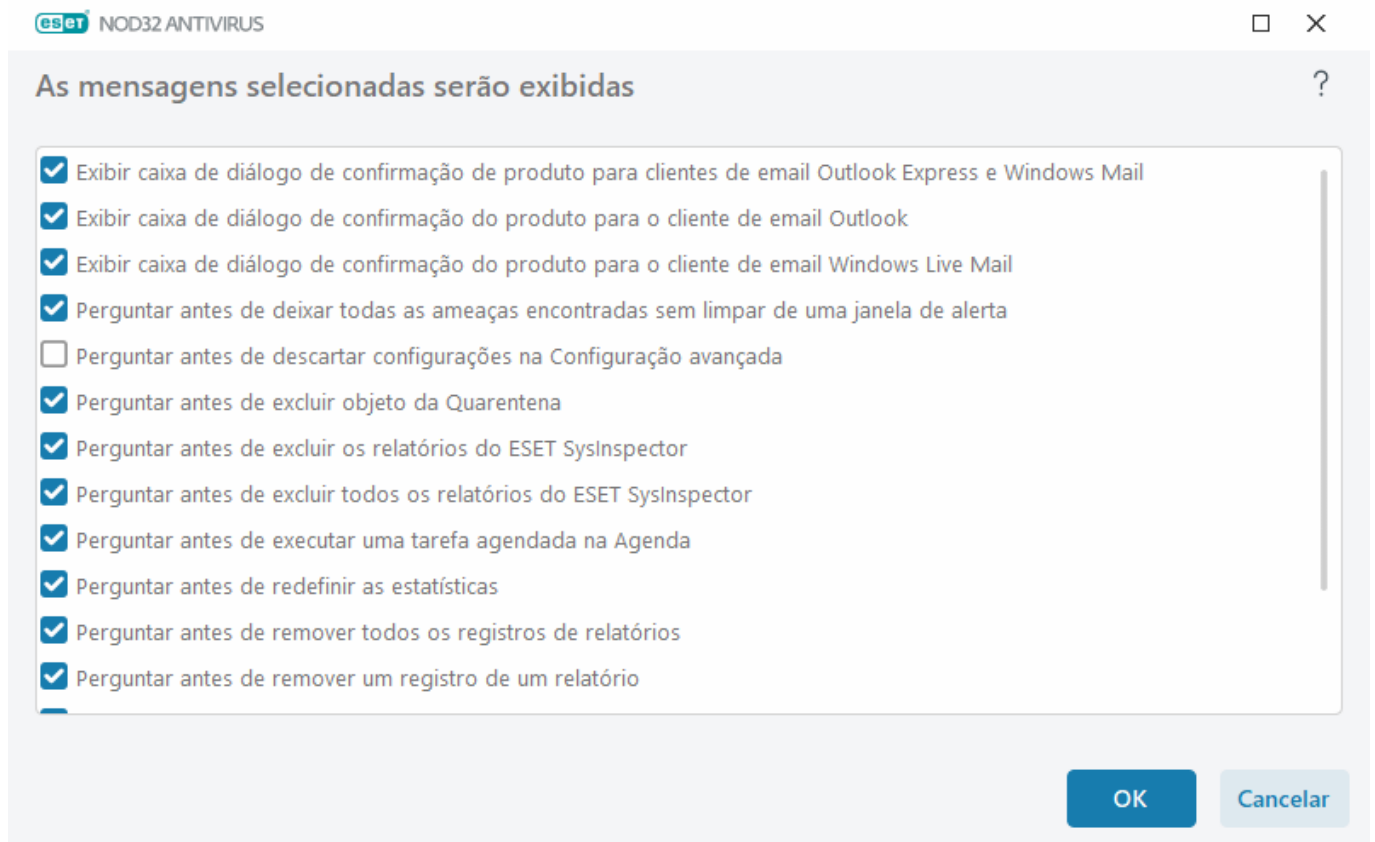 eset NOD32 ANTIVIRUS
As mensagens selecionadas serão exibidas ?
Exibir caixa de diálogo de confirmação de produto para clientes de email Outlook Express e Windows Mail
Exibir caixa de diálogo de confirmação do produto para o cliente de email Outlook
Exibir caixa de diálogo de confirmação do produto para o cliente de email Windows Live Mail
Perguntar antes de deixar todas as ameaças encontradas sem limpar de uma janela de alerta
Perguntar antes de descartar configurações na Configuração avançada
Perguntar antes de excluir objeto da Quarentena
Perguntar antes de excluir os relatórios do ESET SysInspector
Perguntar antes de excluir todos os relatórios do ESET SysInspector
Perguntar antes de executar uma tarefa agendada na Agenda
Perguntar antes de redefinir as estatísticas
Perguntar antes de remover todos os registros de relatórios
Perguntar antes de remover um registro de um relatório
OK Cancelar